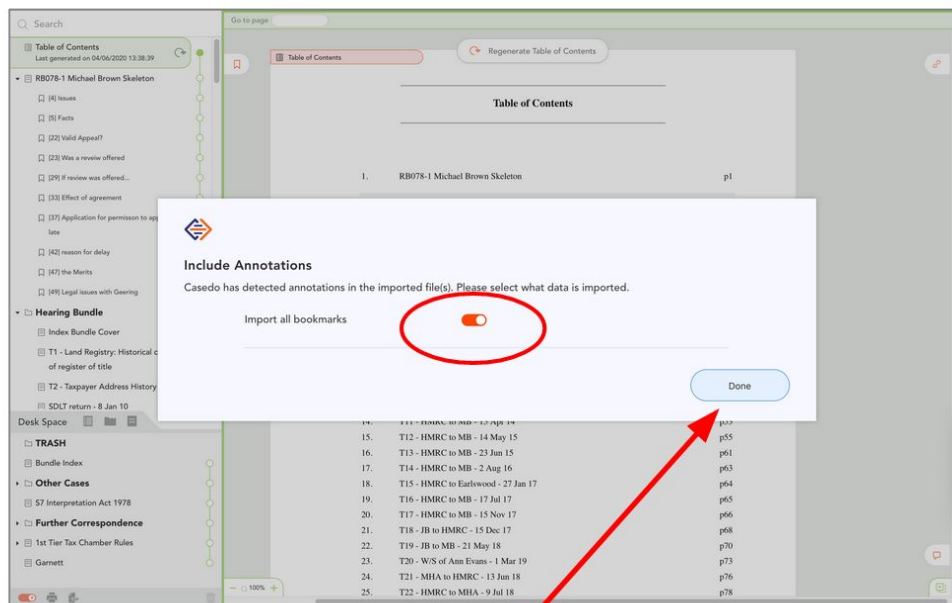 Search
Go to page
Table of Contents
Last generated on 04/06/2020 13:38:39
RB078-1 Michael Brown Skeleton
[4] Issues
[5] Facts
[22] Valid Appeal?
[23] Was a reveiw offered
[29] If review was offered...
[33] Effect of agreement
[37] Application for permisson to app
late
[42] reason for delay
[47] the Merits
[49] Legal issues with Geering
Hearing Bundle
Index Bundle Cover
T1 - Land Registry: Historical c
of register of title
T2 - Taxpayer Address History
SDLT return - 8 Jan 10
Desk Space
TRASH
Bundle Index
Other Cases
S7 Interpretation Act 1978
Further Correspondence
1st Tier Tax Chamber Rules
Garnett
Table of Contents
Regenerate Table of Contents
Table of Contents
1. RB078-1 Michael Brown Skeleton p1
Include Annotations
Casedo has detected annotations in the imported file(s). Please select what data is imported.
Import all bookmarks
Done
14. T11 - HMRC to MB - 15 Apr 14 p53
15. T12 - HMRC to MB - 14 May 15 p55
16. T13 - HMRC to MB - 23 Jun 15 p61
17. T14 - HMRC to MB - 2 Aug 16 p63
18. T15 - HMRC to Earlswood - 27 Jan 17 p64
19. T16 - HMRC to MB - 17 Jul 17 p65
20. T17 - HMRC to MB - 15 Nov 17 p66
21. T18 - JB to HMRC - 15 Dec 17 p68
22. T19 - JB to MB - 21 May 18 p70
23. T20 - W/S of Ann Evans - 1 Mar 19 p73
24. T21 - MHA to HMRC - 13 Jun 18 p76
25. T22 - HMRC to MHA - 9 Jul 18 p78
100%